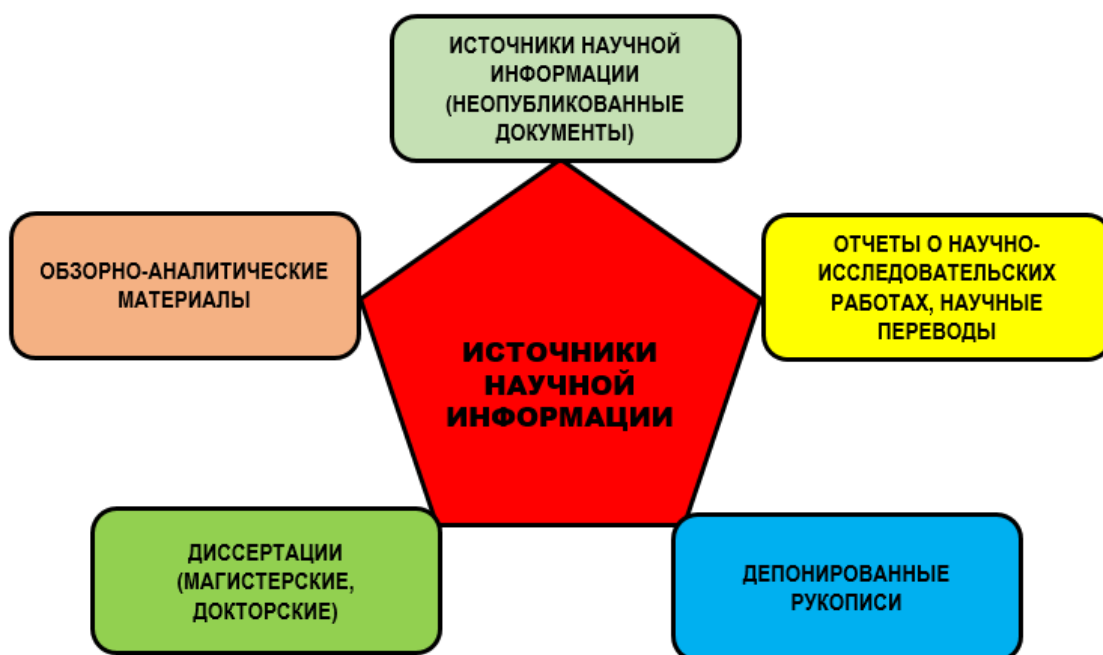 ИСТОЧНИКИ НАУЧНОЙ
ИНФОРМАЦИИ
(НЕОПУБЛИКОВАННЫЕ
ДОКУМЕНТЫ)
ОБЗОРНО-АНАЛИТИЧЕСКИЕ
МАТЕРИАЛЫ
ОТЧЕТЫ О НАУЧНО-
ИССЛЕДОВАТЕЛЬСКИХ
РАБОТАХ, НАУЧНЫЕ
ПЕРЕВОДЫ
ИСТОЧНИКИ
НАУЧНОЙ
ИНФОРМАЦИИ
ДИССЕРТАЦИИ
(МАГИСТЕРСКИЕ,
ДОКТОРСКИЕ)
ДЕПОНИРОВАННЫЕ
РУКОПИСИ